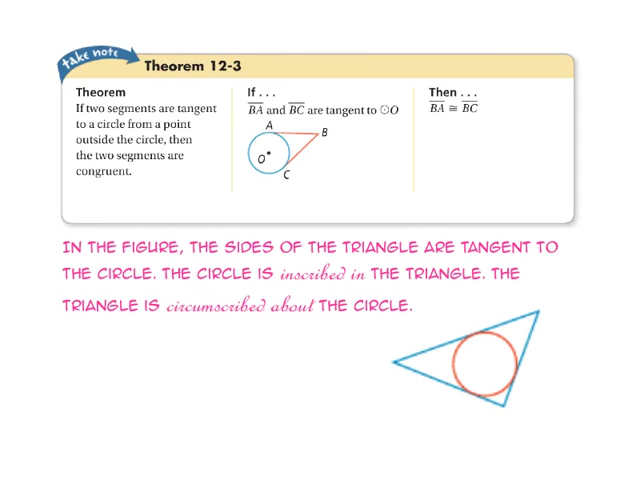 take note
Theorem 12-3
Theorem
If two segments are tangent
to a circle from a point
outside the circle, then
the two segments are
congruent.
If . . .
BA and BC are tangent to ⊙O
A
B
O
C
Then . . .
BA ≅ BC
IN THE FIGURE, THE SIDES OF THE TRIANGLE ARE TANGENT TO
THE CIRCLE. THE CIRCLE IS inscribed in THE TRIANGLE. THE
TRIANGLE IS circumscribed about THE CIRCLE.